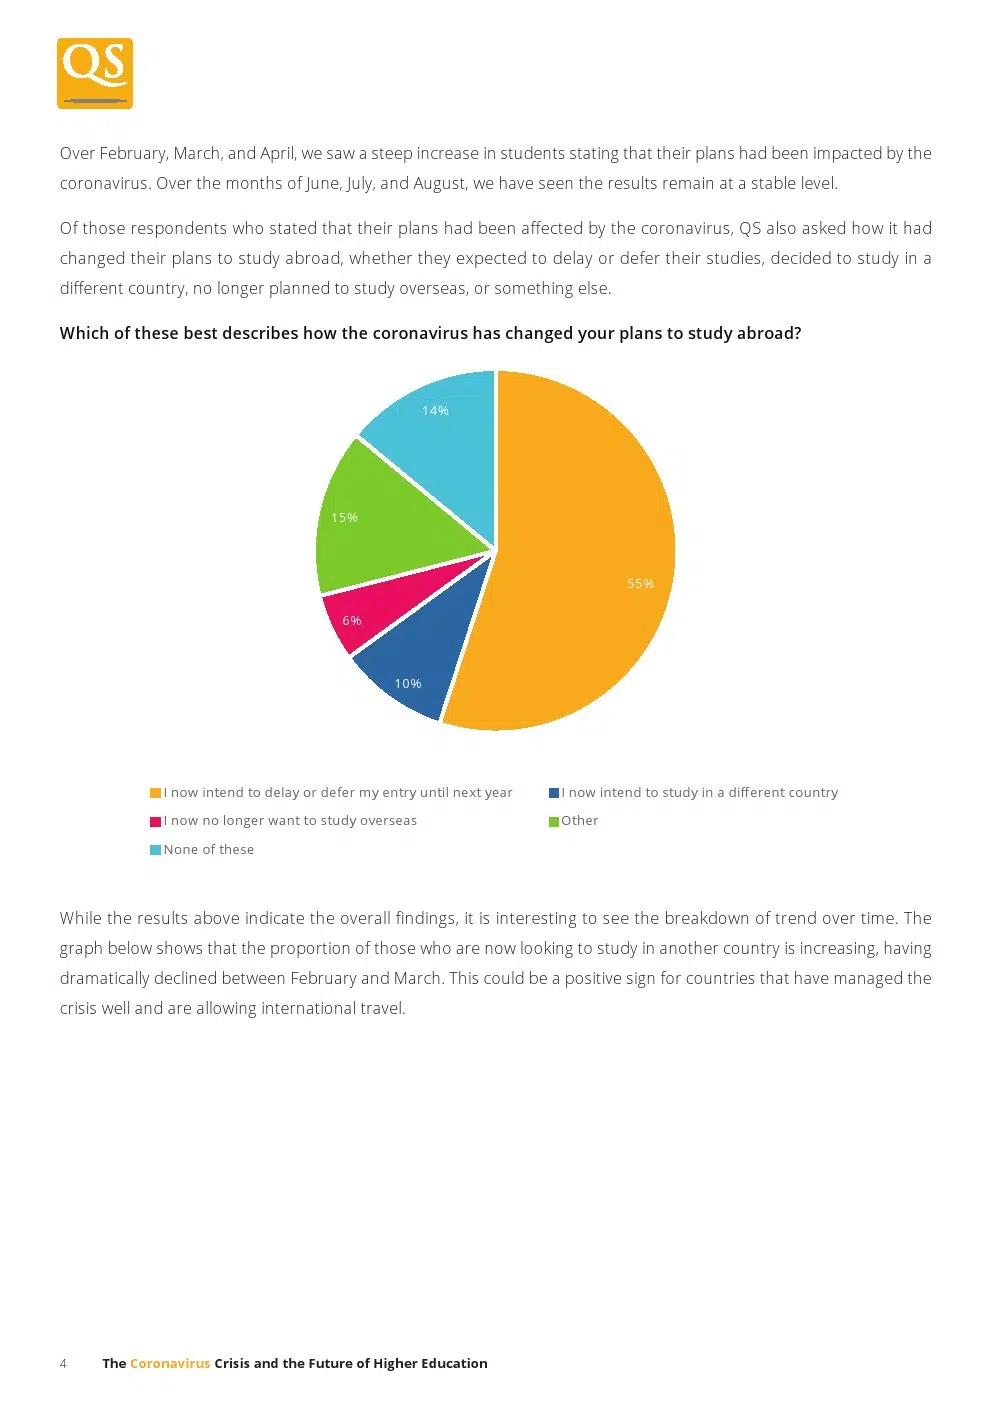 QS
Over February, March, and April, we saw a steep increase in students stating that their plans had been impacted by the
coronavirus. Over the months of June, July, and August, we have seen the results remain at a stable level.
Of those respondents who stated that their plans had been affected by the coronavirus, QS also asked how it had
changed their plans to study abroad, whether they expected to delay or defer their studies, decided to study in a
different country, no longer planned to study overseas, or something else.
Which of these best describes how the coronavirus has changed your plans to study abroad?
14%
15%
55%
6%
10%
I now intend to delay or defer my entry until next year
I now intend to study in a different country
I now no longer want to study overseas
Other
None of these
While the results above indicate the overall findings, it is interesting to see the breakdown of trend over time. The
graph below shows that the proportion of those who are now looking to study in another country is increasing, having
dramatically declined between February and March. This could be a positive sign for countries that have managed the
crisis well and are allowing international travel.
4 The Coronavirus Crisis and the Future of Higher Education